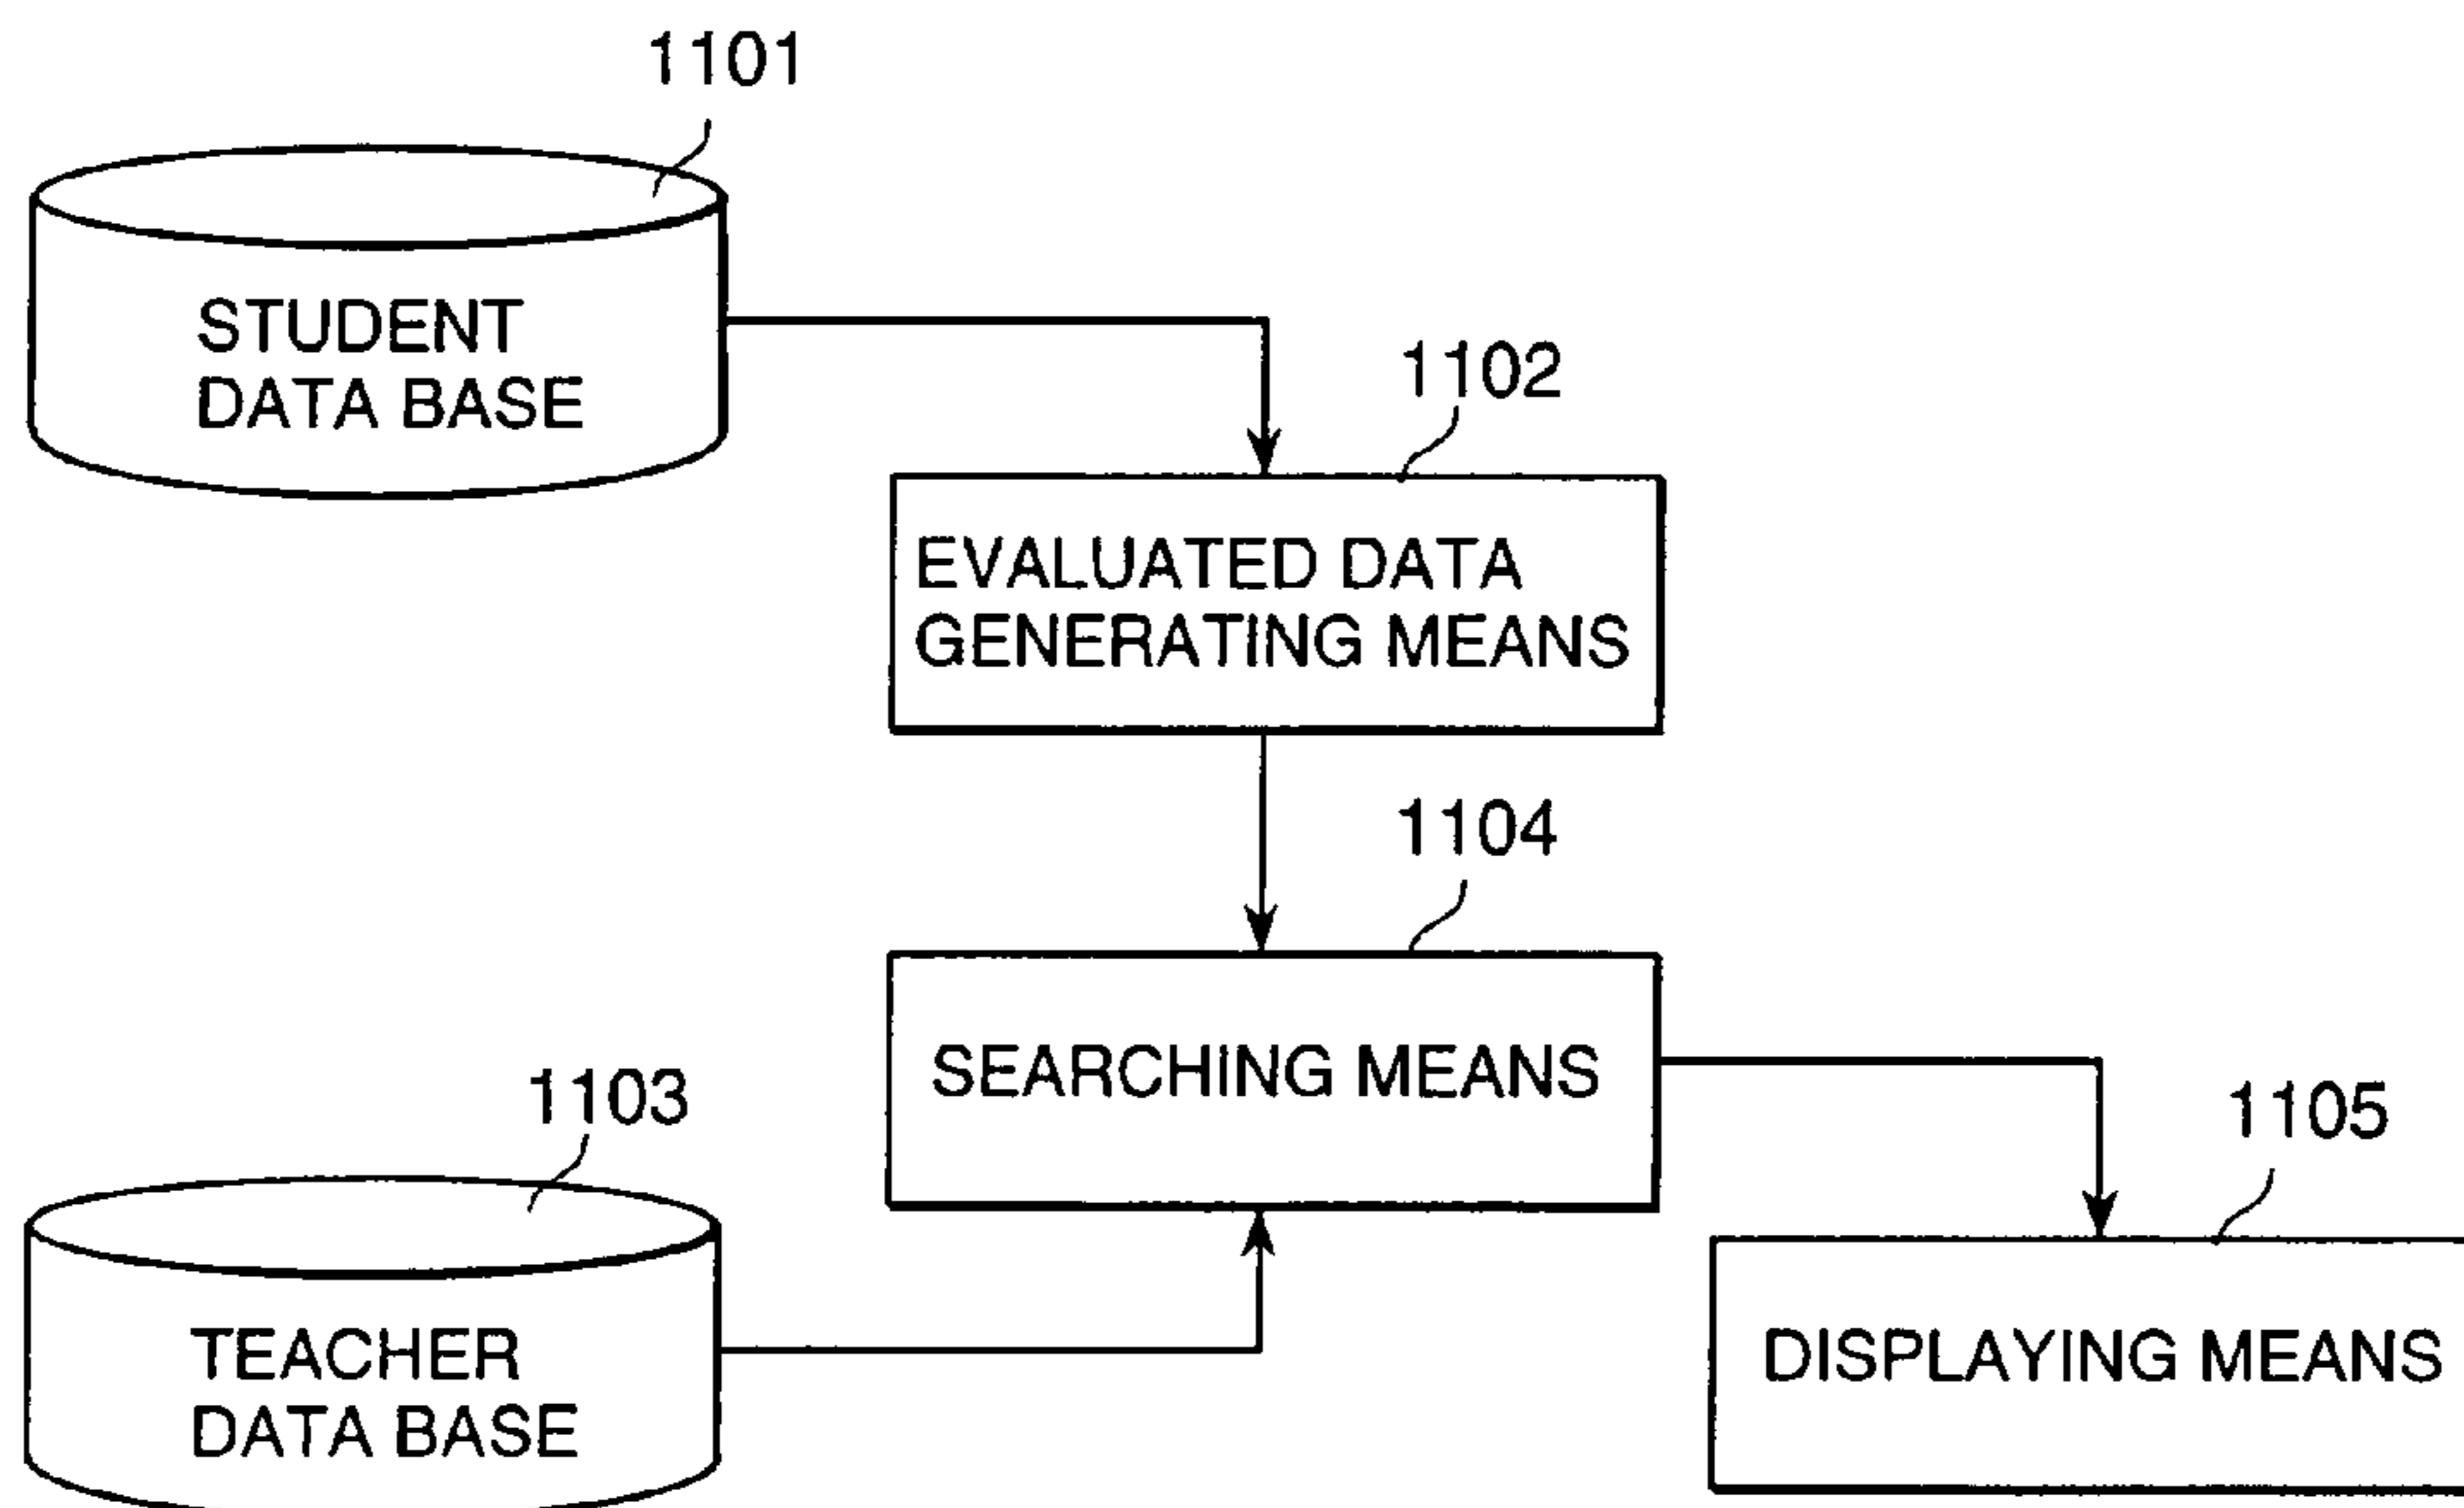 1101
STUDENT
DATA BASE
1102
EVALUATED DATA
GENERATING MEANS
1104
SEARCHING MEANS
1103
TEACHER
DATA BASE
1105
DISPLAYING MEANS